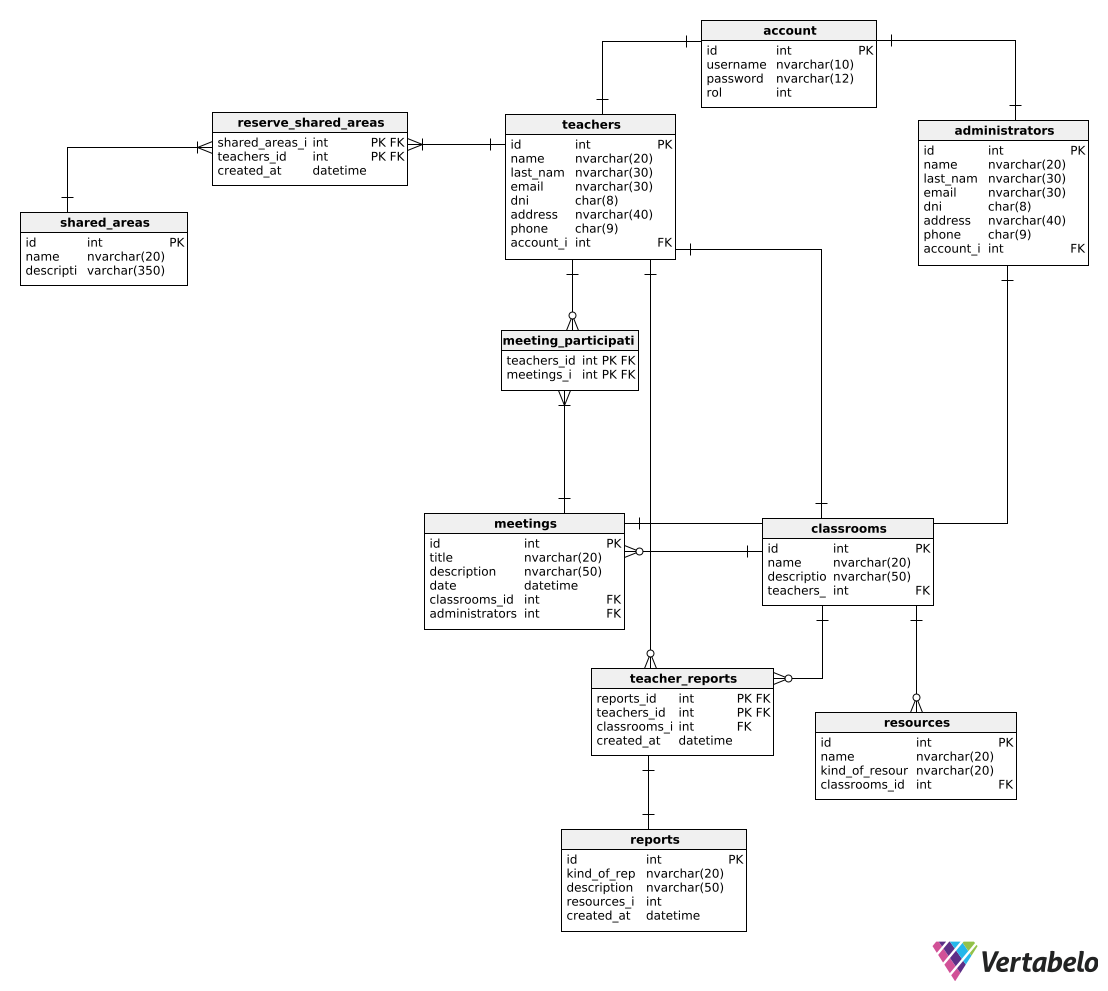 account
id int PK
username nvarchar(10)
password nvarchar(12)
rol int
reserve_shared_areas
shared_areas_i int PK FK
teachers_id int PK FK
created_at datetime
teachers
id int PK
name nvarchar(20)
last_nam nvarchar(30)
email nvarchar(30)
dni char(8)
address nvarchar(40)
phone char(9)
account_i int FK
administrators
id int PK
name nvarchar(20)
last_nam nvarchar(30)
email nvarchar(30)
dni char(8)
address nvarchar(40)
phone char(9)
account_i int FK
shared_areas
id int PK
name nvarchar(20)
descripti varchar(350)
meeting_participati
teachers_id int PK FK
meetings_i int PK FK
meetings
id int PK
title nvarchar(20)
description nvarchar(50)
date datetime
classrooms_id int FK
administrators int FK
classrooms
id int PK
name nvarchar(20)
descriptio nvarchar(50)
teachers_ int FK
teacher_reports
reports_id int PK FK
teachers_id int PK FK
classrooms_i int FK
created_at datetime
resources
id int PK
name nvarchar(20)
kind_of_resour nvarchar(20)
classrooms_id int FK
reports
id int PK
kind_of_rep nvarchar(20)
description nvarchar(50)
resources_i int
created_at datetime
Vertabelo